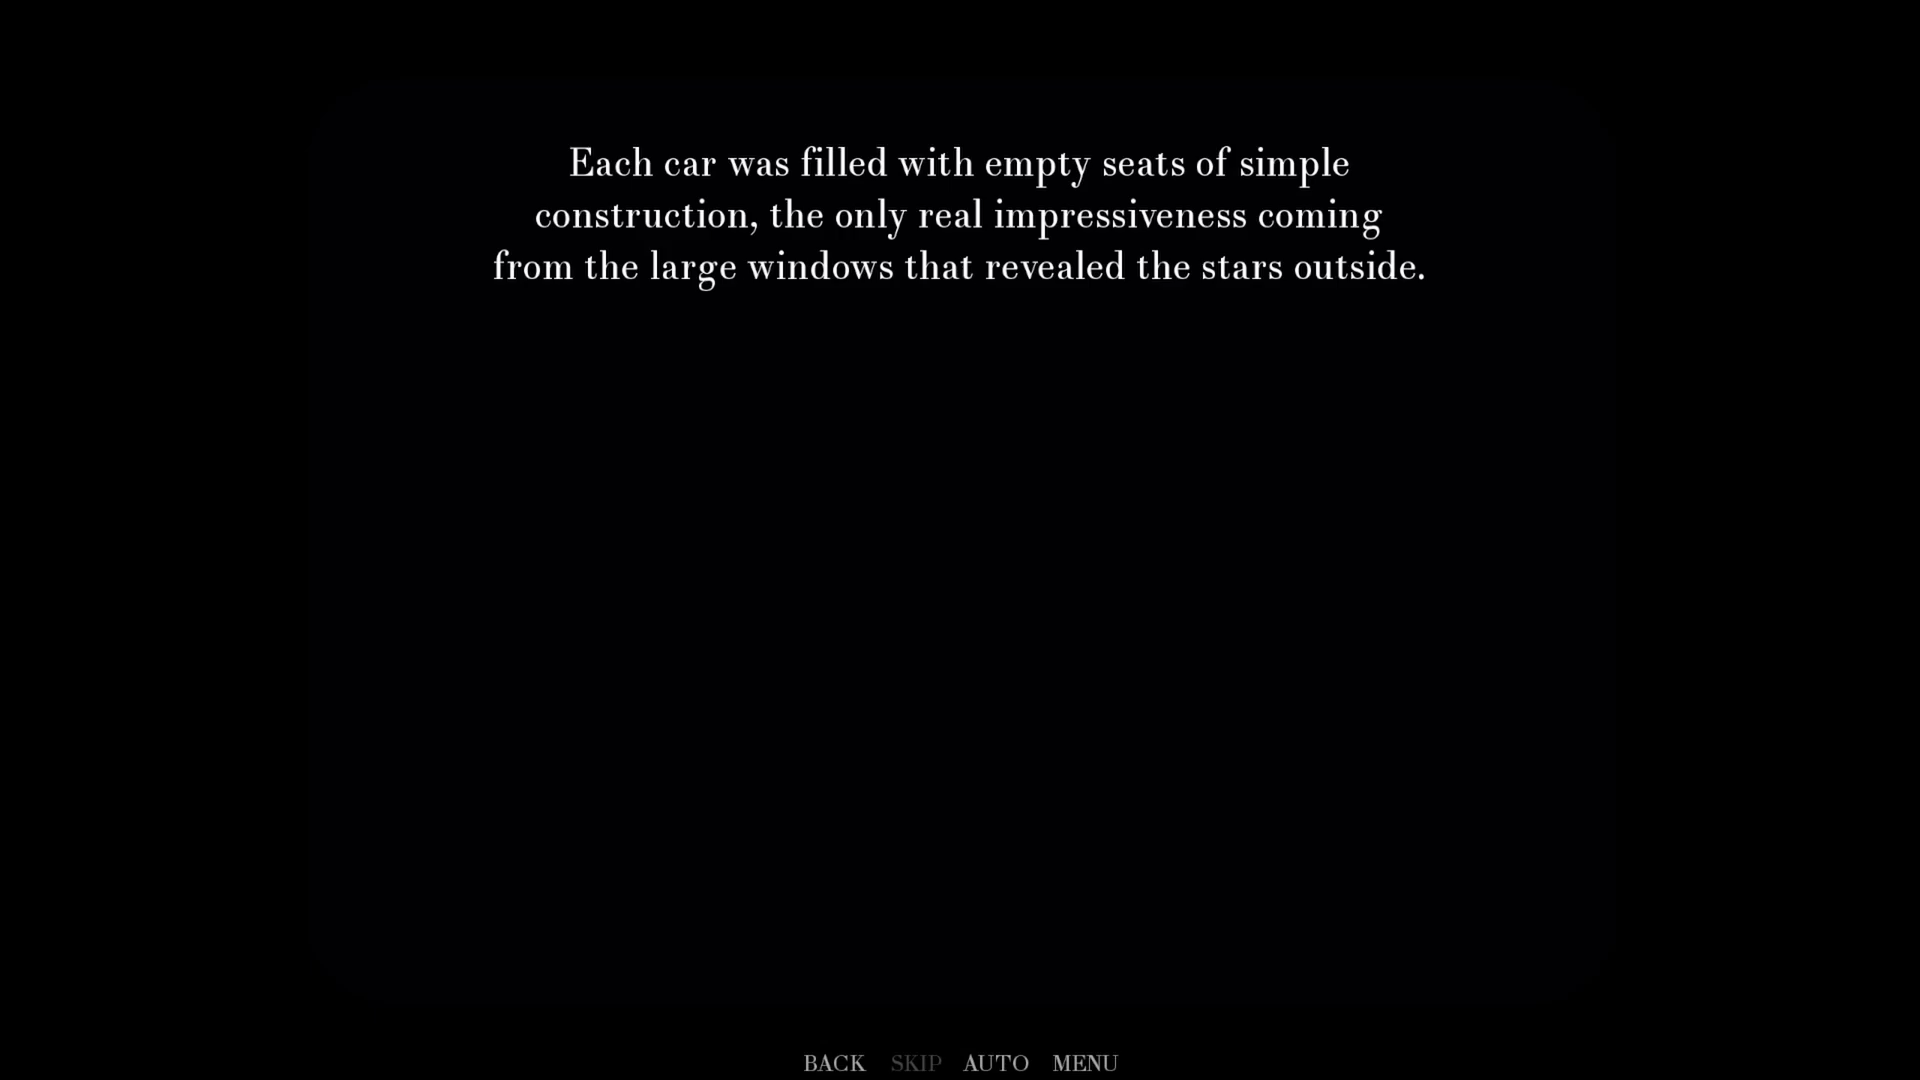 Each car was filled with empty seats of simple
construction, the only real impressiveness coming
from the large windows that revealed the stars outside.
BACK SKIP AUTO MENU